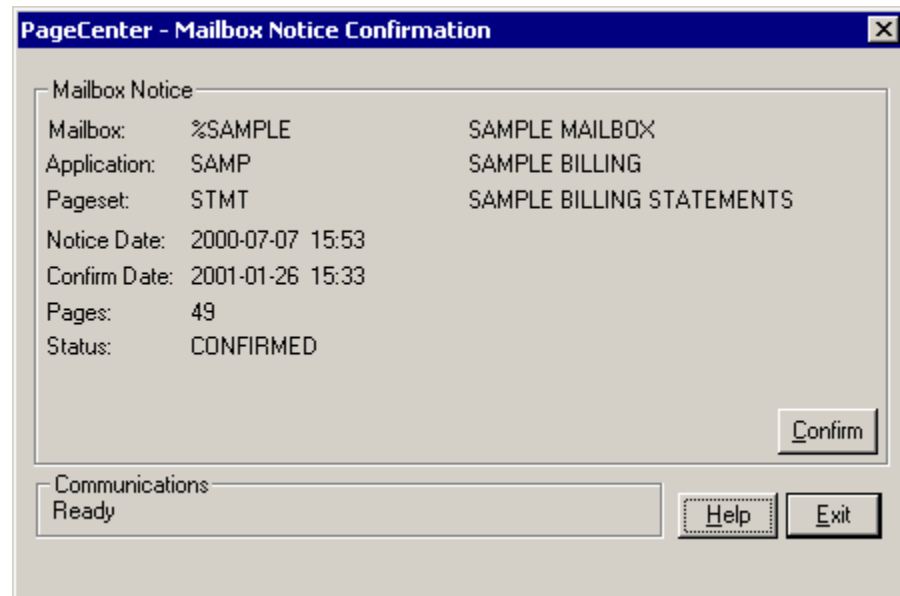 PageCenter - Mailbox Notice Confirmation
Mailbox Notice
Mailbox: %SAMPLE SAMPLE MAILBOX
Application: SAMP SAMPLE BILLING
Pageset: STMT SAMPLE BILLING STATEMENTS
Notice Date: 2000-07-07 15:53
Confirm Date: 2001-01-26 15:33
Pages: 49
Status: CONFIRMED
Confirm
Communications
Ready
Help Exit